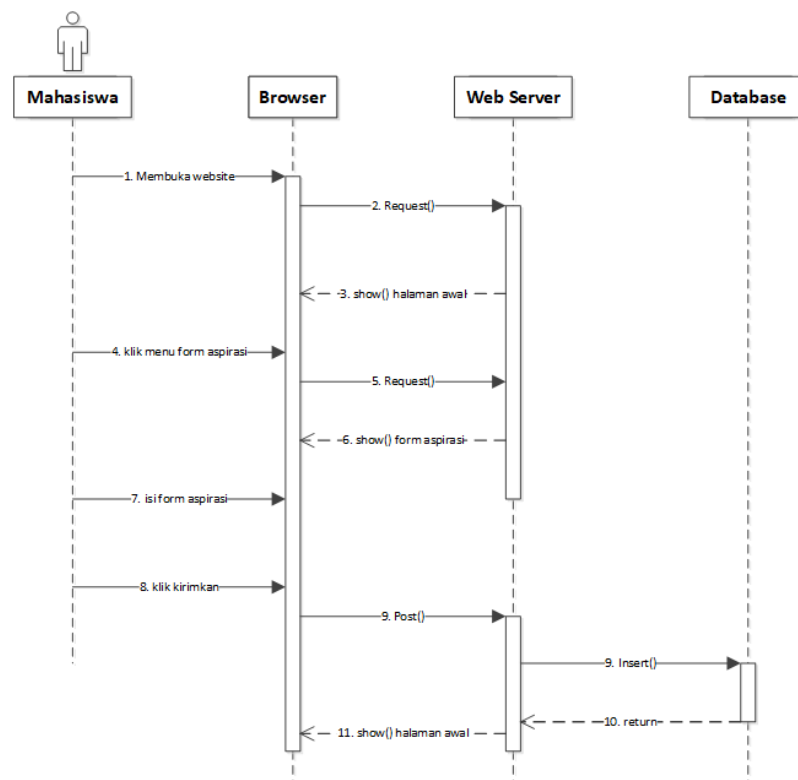 Mahasiswa
Browser
Web Server
Database
1. Membuka website
2. Request()
3. show() halaman awal
4. klik menu form aspirasi
5. Request()
6. show() form aspirasi
7. isi form aspirasi
8. klik kirimkan
9. Post()
9. Insert()
10. return
11. show() halaman awal